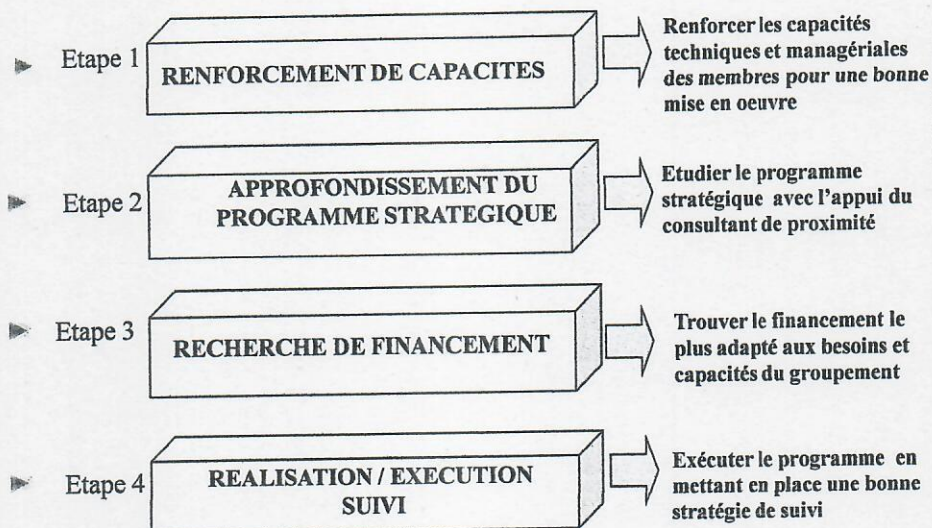 Etape 1
RENFORCEMENT DE CAPACITES
Renforcer les capacités
techniques et managériales
des membres pour une bonne
mise en oeuvre
Etape 2
APPROFONDISSEMENT DU
PROGRAMME STRATEGIQUE
Etudier le programme
stratégique avec l'appui du
consultant de proximité
Etape 3
RECHERCHE DE FINANCEMENT
Trouver le financement le
plus adapté aux besoins et
capacités du groupement
Etape 4
REALISATION / EXECUTION
SUIVI
Exécuter le programme en
mettant en place une bonne
stratégie de suivi